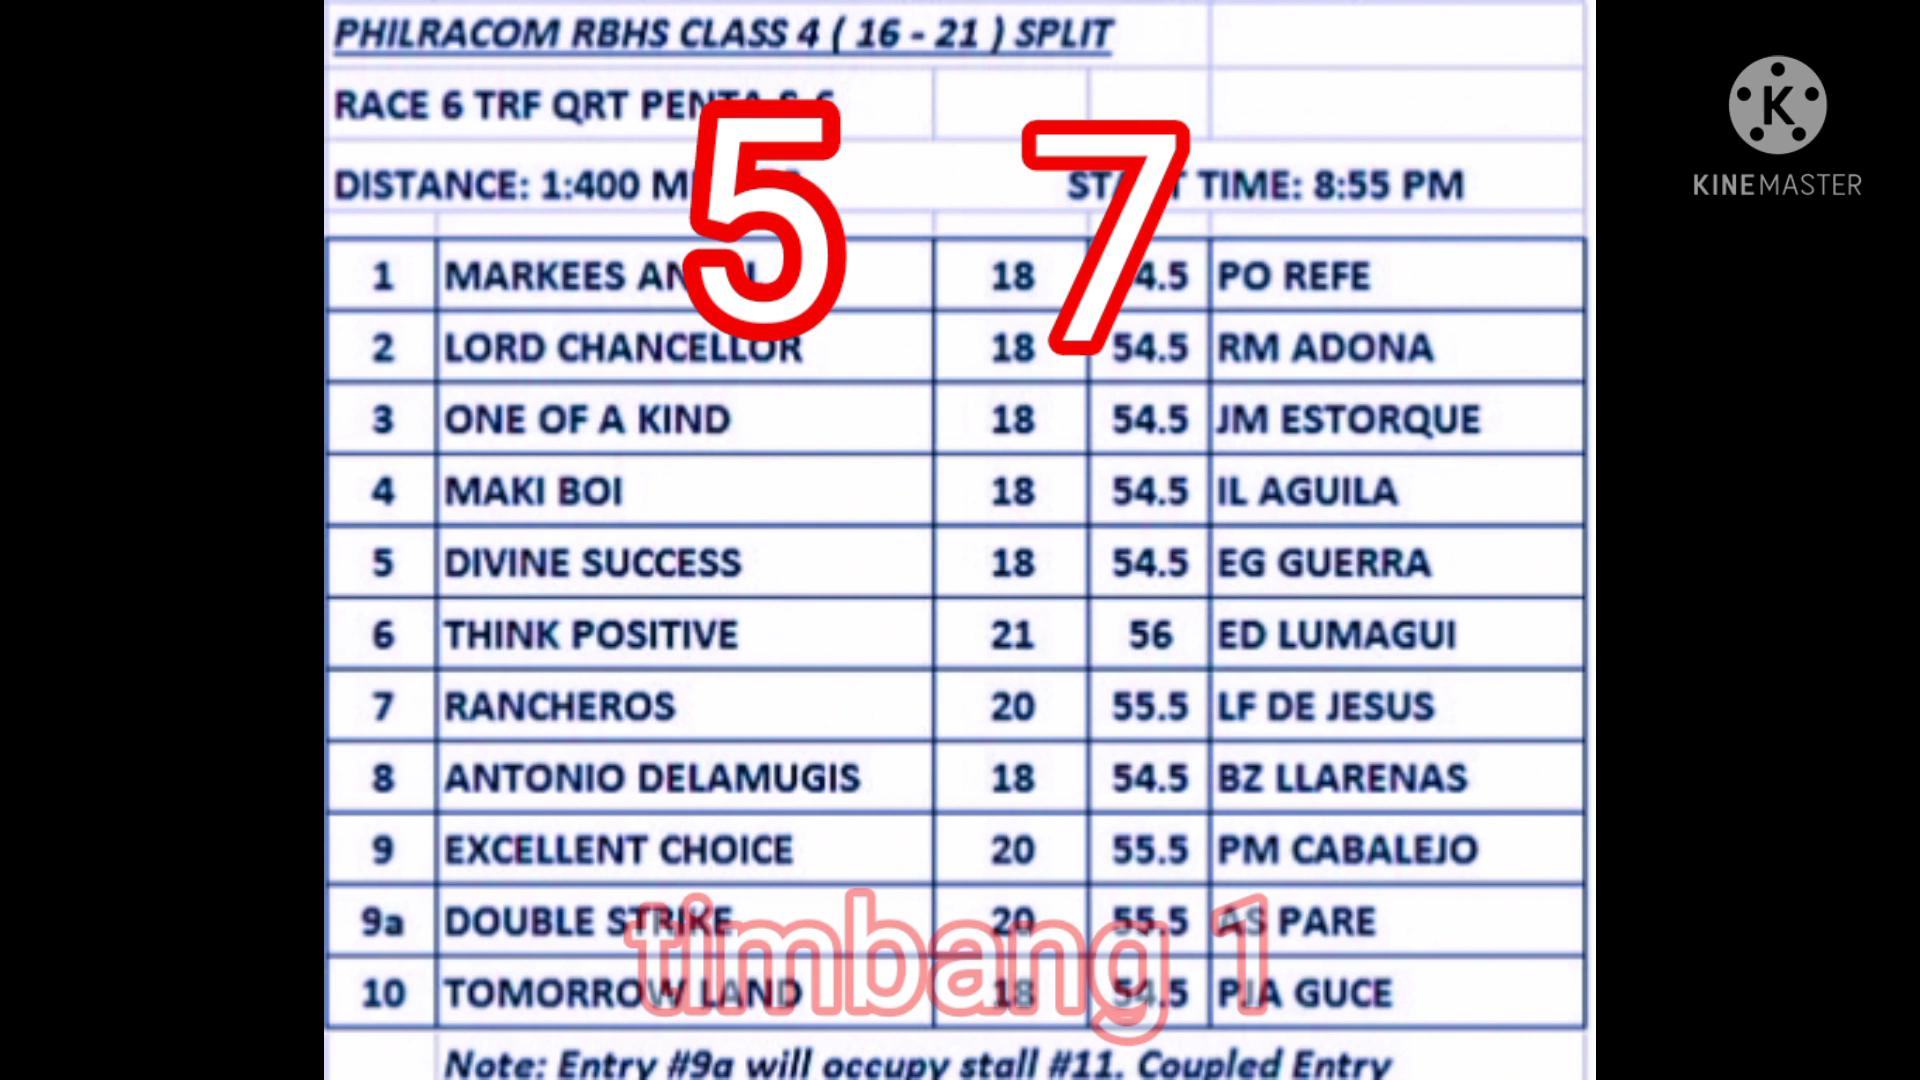 PHILRACOM RBHS CLASS 4 ( 16 - 21 ) SPLIT
RACE 6 TRF QRT
5 7
DISTANCE: 1:400 START TIME: 8:55 PM
1 MARKEES 18 PO REFE
2 LORD CHANCELLOR 18 54.5 RM ADONA
3 ONE OF A KIND 18 54.5 JM ESTORQUE
4 MAKI BOI 18 54.5 IL AGUILA
5 DIVINE SUCCESS 18 54.5 EG GUERRA
6 THINK POSITIVE 21 56 ED LUMAGUI
7 RANCHEROS 20 55.5 LF DE JESUS
8 ANTONIO DELAMUGIS 18 54.5 BZ LLARENAS
9 EXCELLENT CHOICE 20 55.5 PM CABALEJO
9a DOUBLE STRIKE 20 55.5 AS PARE
timbang 1
10 TOMORROW LAND 18 54.5 PJA GUCE
Note: Entry #9a will occupy stall #11. Coupled Entry
K
KINEMASTER